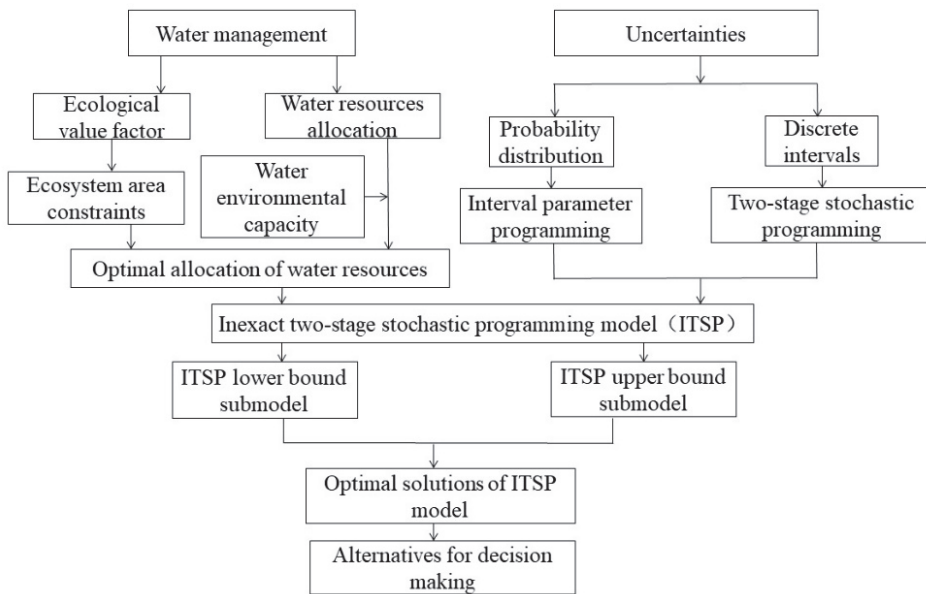 Water management
Uncertainties
Ecological
value factor
Water resources
allocation
Probability
distribution
Discrete
intervals
Ecosystem area
constraints
Water
environmental
capacity
Interval parameter
programming
Two-stage stochastic
programming
Optimal allocation of water resources
Inexact two-stage stochastic programming model（ITSP）
ITSP lower bound
submodel
ITSP upper bound
submodel
Optimal solutions of ITSP
model
Alternatives for decision
making